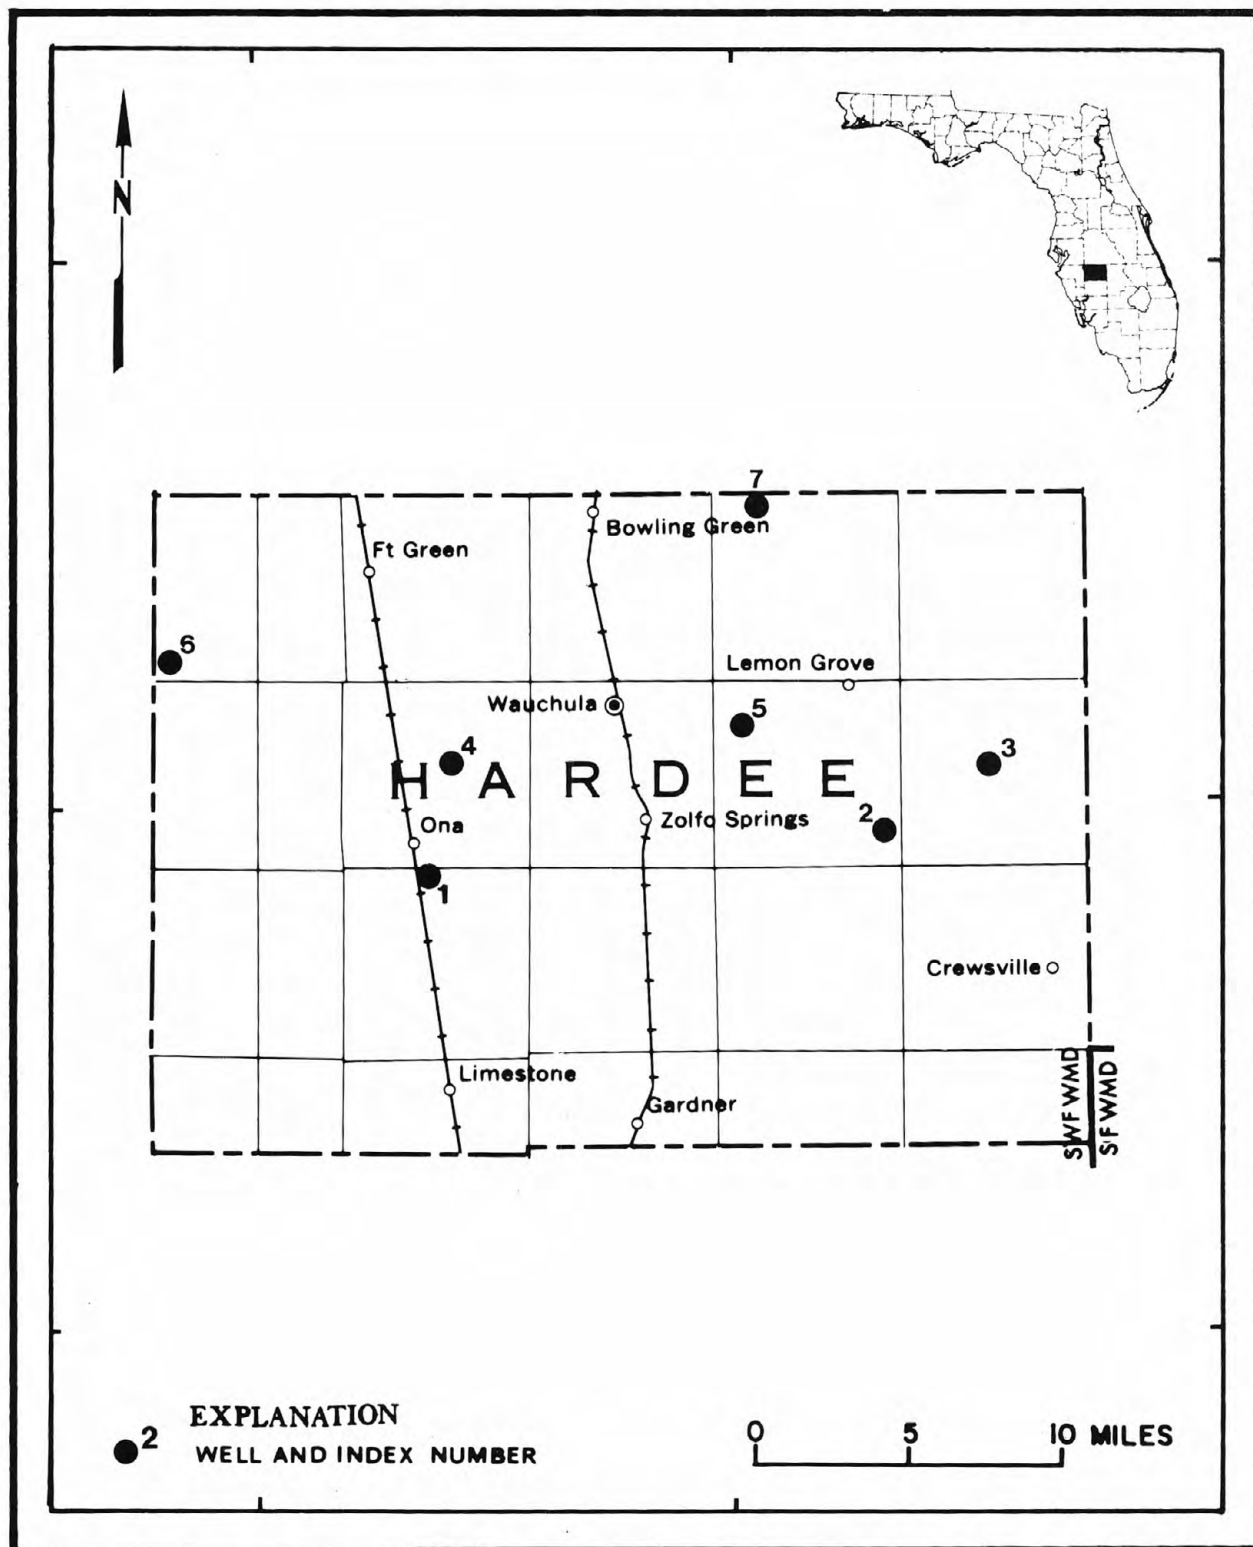 N
7
Bowling Green
Ft Green
6
Lemon Grove
Wauchula
5
4
3
HARDEE
2
Zolfo Springs
Ona
1
Crewsville
Limestone
Gardner
SWFWMD
SFWMD
EXPLANATION
2
WELL AND INDEX NUMBER
0 5 10 MILES